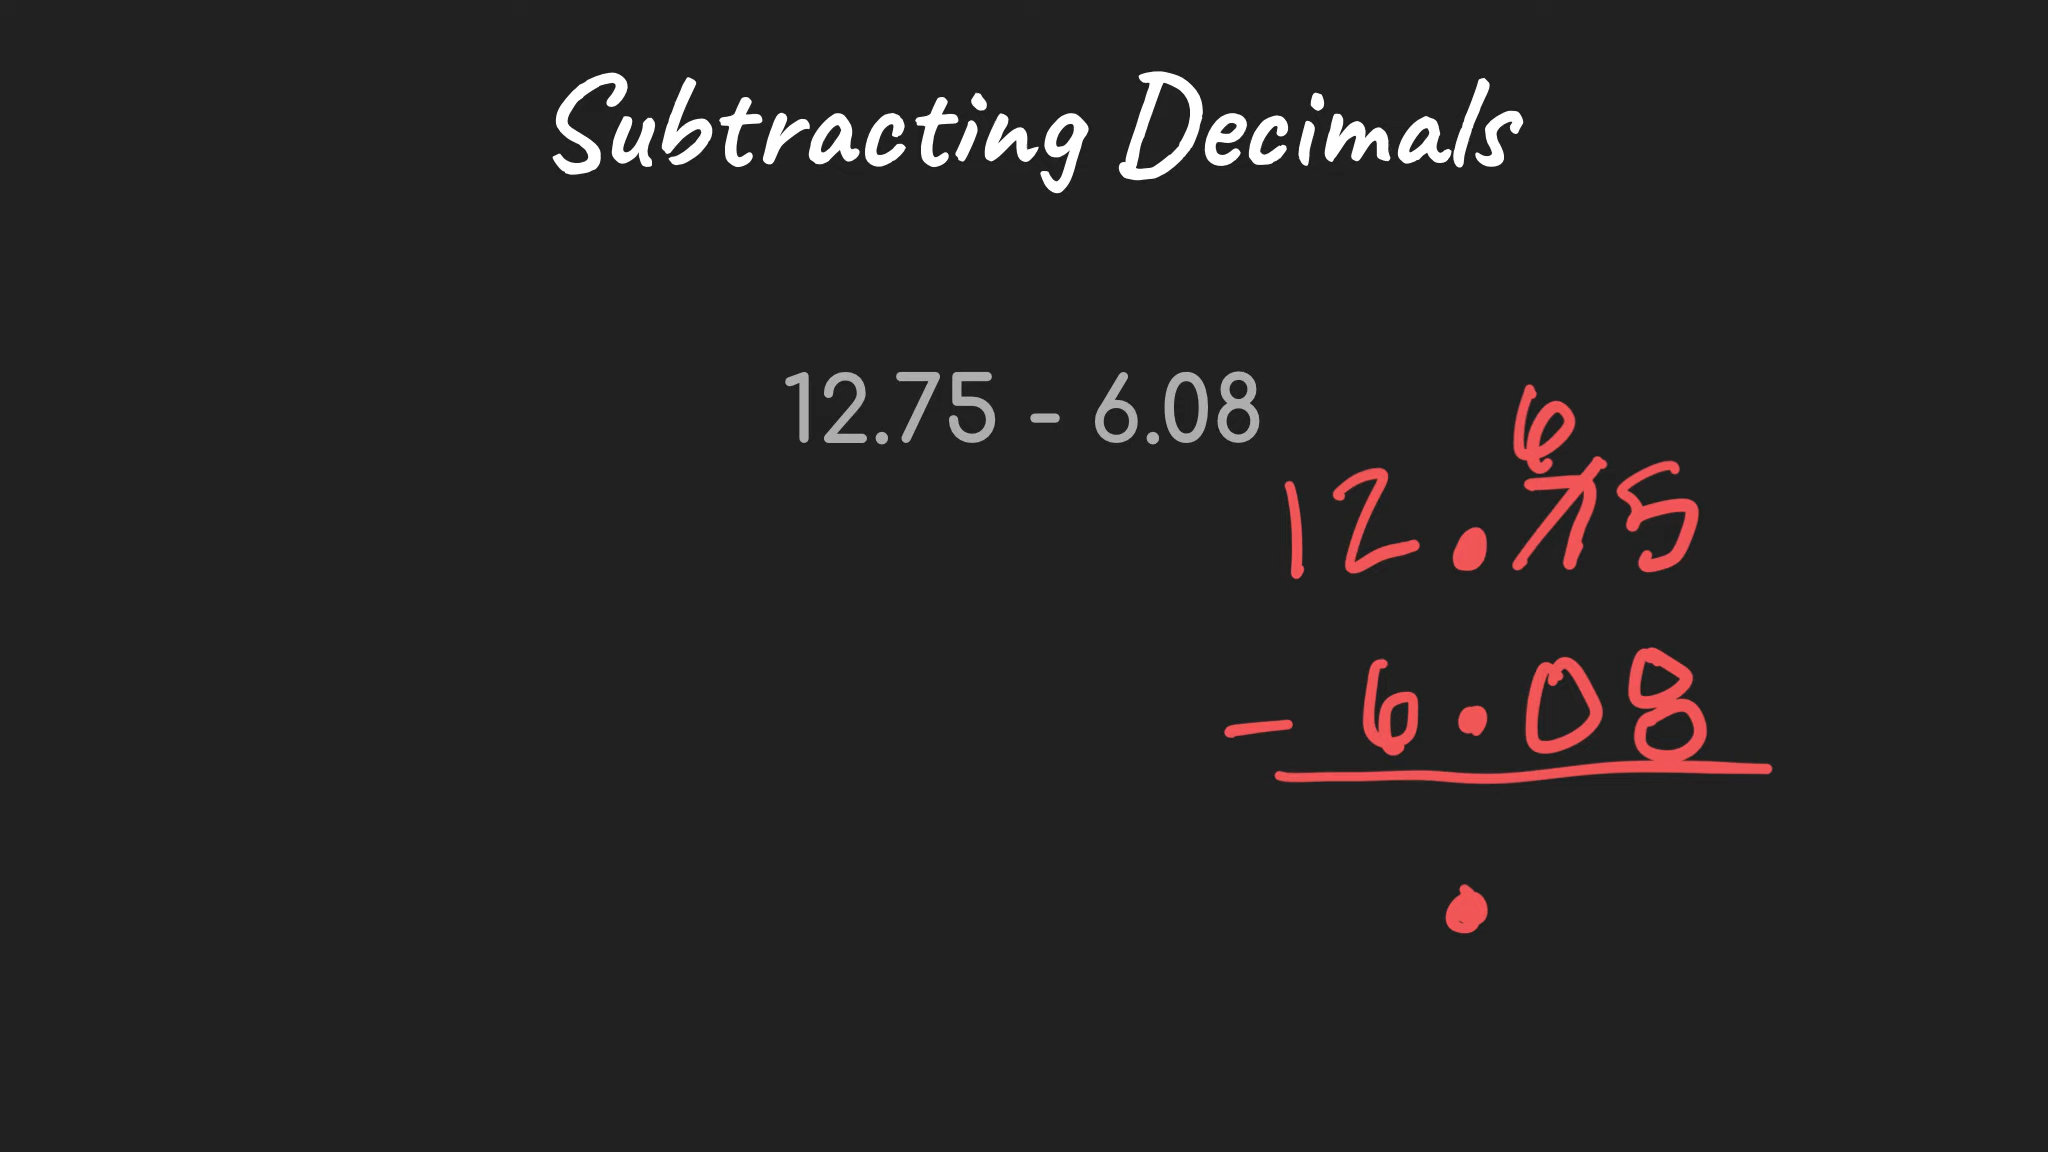 Subtracting Decimals
12.75 - 6.08
6
12.75
- 6.08
.